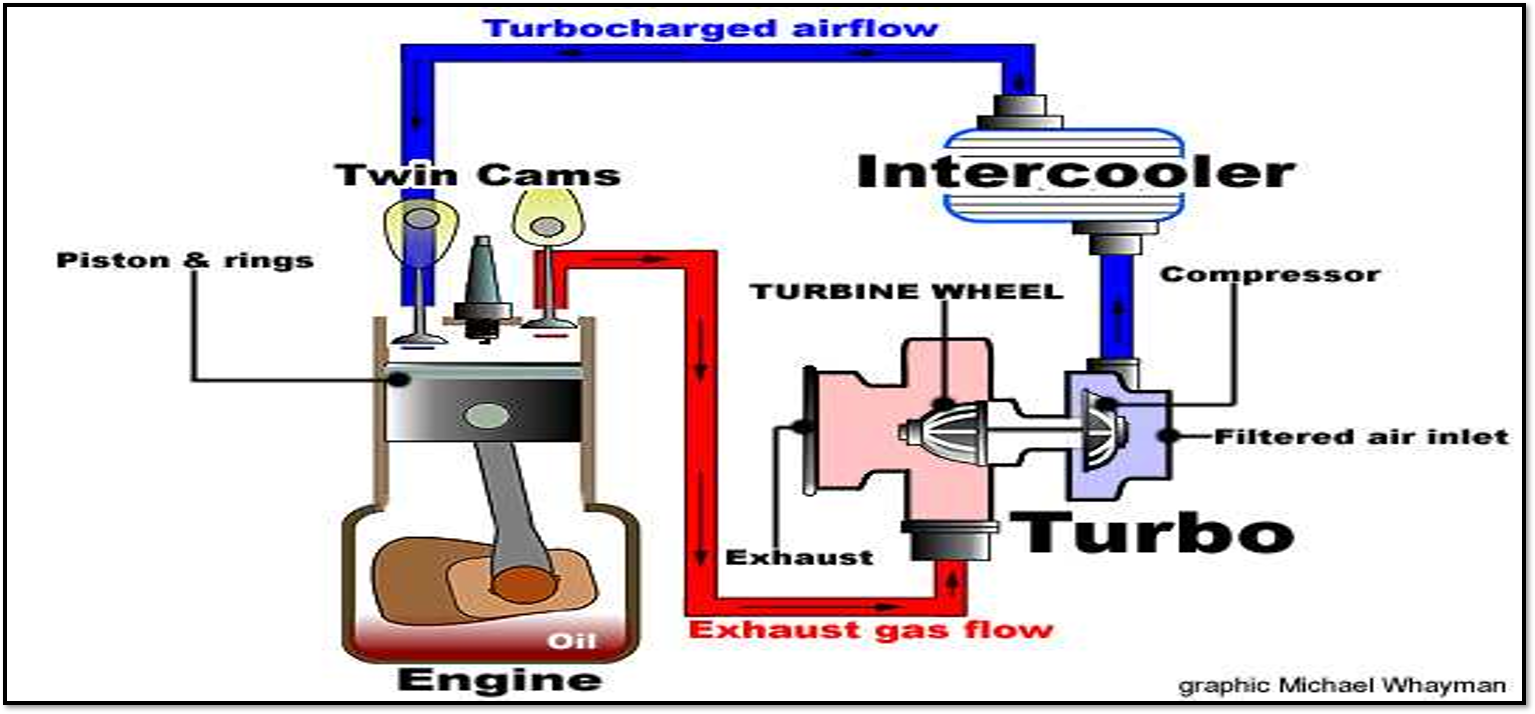 Turbocharged airflow
Twin Cams
Intercooler
Piston & rings
Compressor
TURBINE WHEEL
Filtered air inlet
Turbo
Exhaust
Exhaust gas flow
Oil
Engine
graphic Michael Whayman